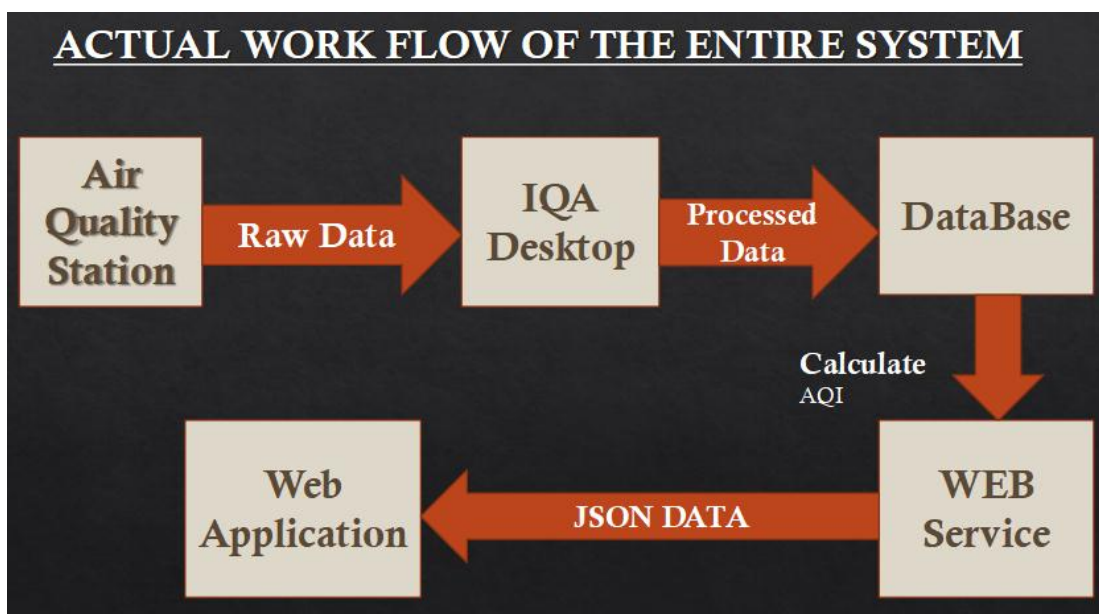 ACTUAL WORK FLOW OF THE ENTIRE SYSTEM
Air
Quality
Station
Raw Data
IQA
Desktop
Processed
Data
DataBase
Calculate
AQI
WEB
Service
JSON DATA
Web
Application